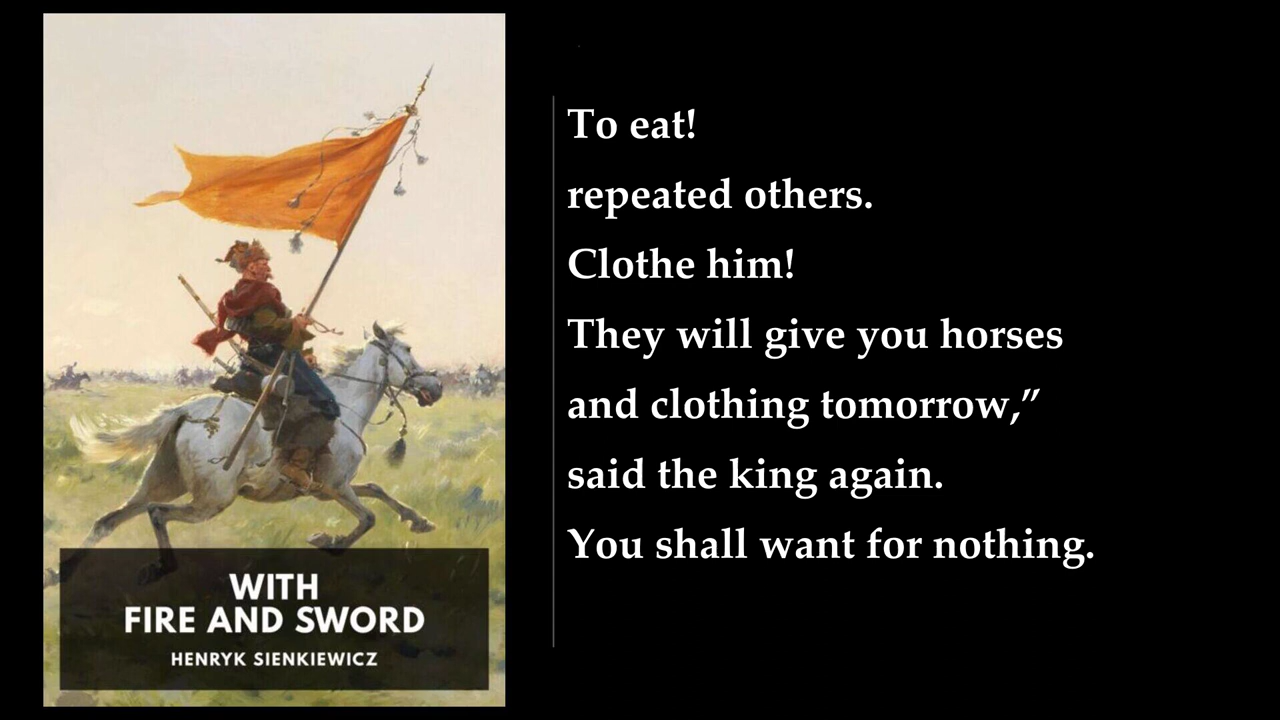 WITH
FIRE AND SWORD
HENRYK SIENKIEWICZ
To eat!
repeated others.
Clothe him!
They will give you horses
and clothing tomorrow,”
said the king again.
You shall want for nothing.